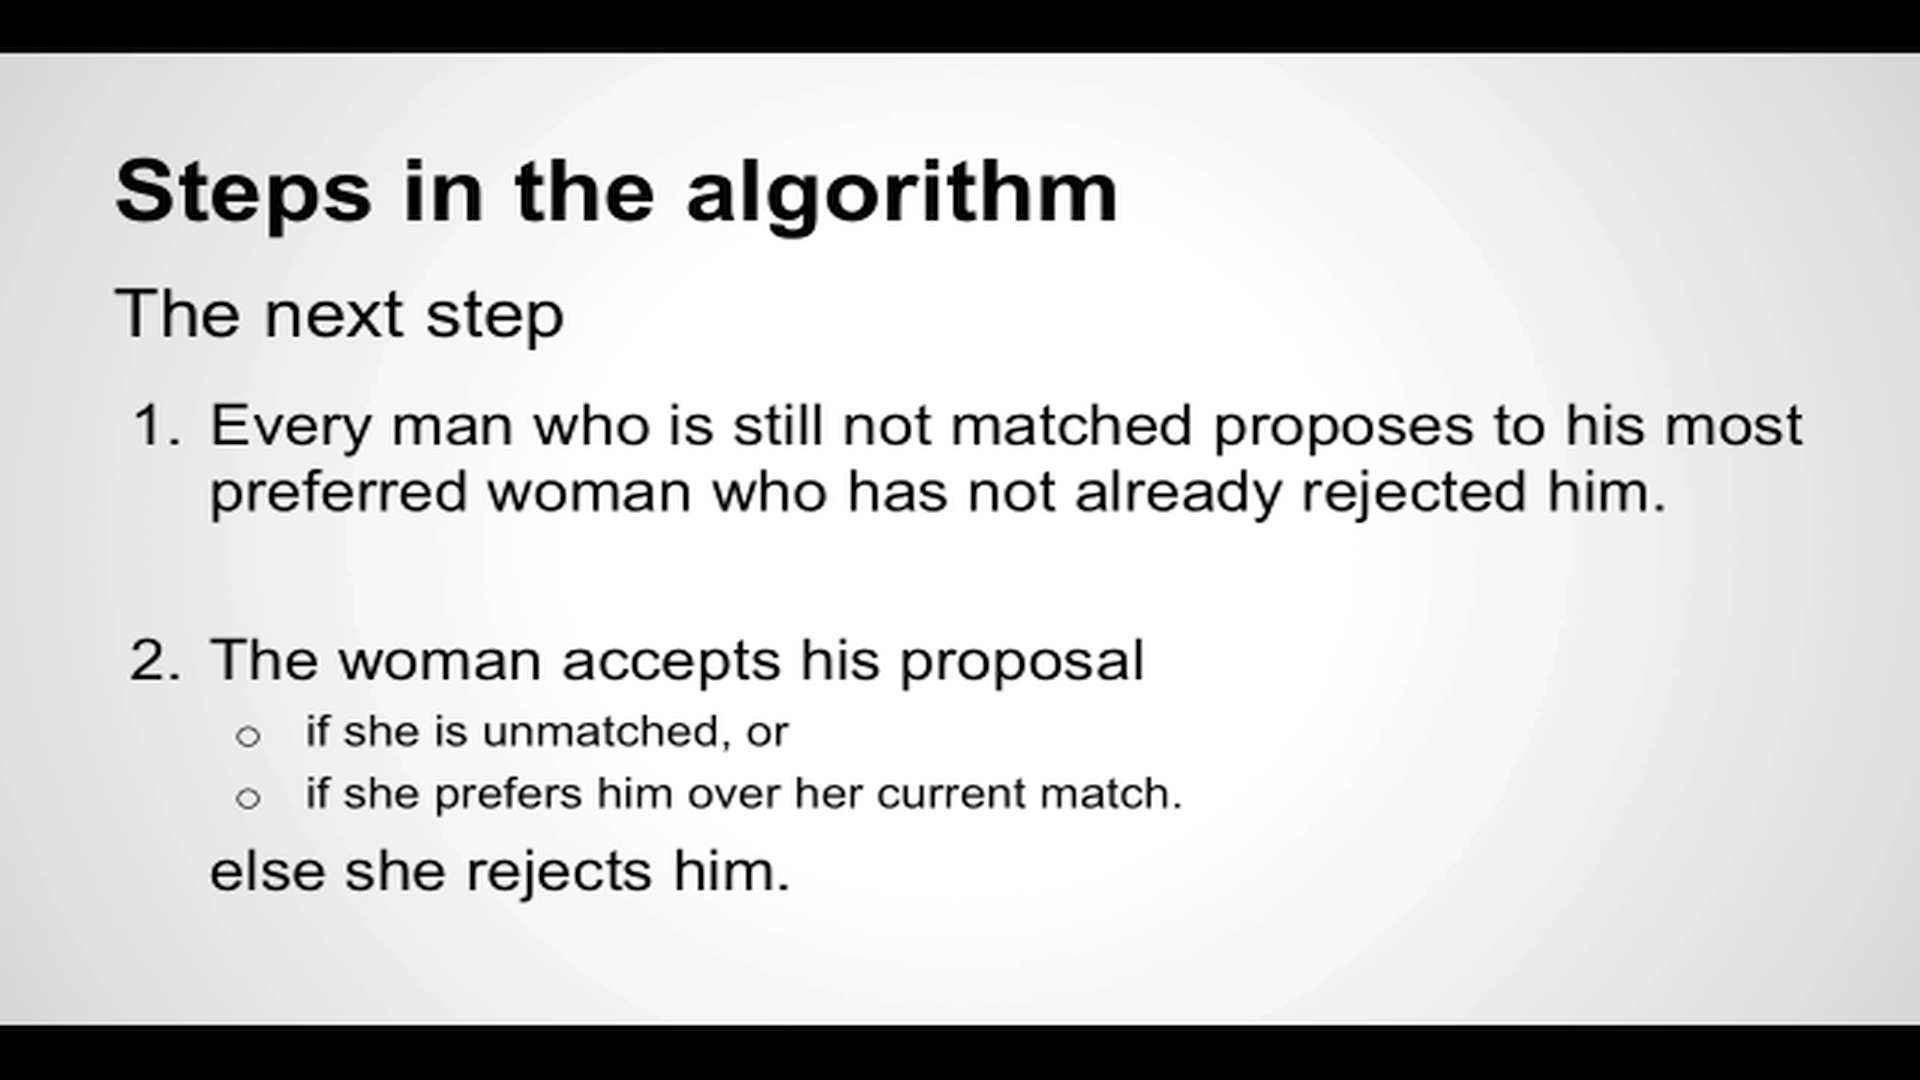 Steps in the algorithm
The next step
1. Every man who is still not matched proposes to his most
preferred woman who has not already rejected him.
2. The woman accepts his proposal
○ if she is unmatched, or
○ if she prefers him over her current match.
else she rejects him.